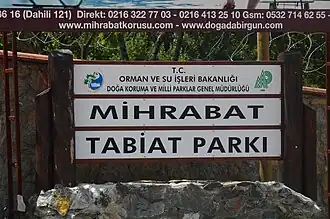 36 16 (Dahili 121) / Direkt: 0216 322 77 03 - 0216 413 25 10 Gsm: 0532 714 62 55
www.mihrabatkorusu.com - www.dogadabirgun.com
T.C.
ORMAN VE SU İŞLERİ BAKANLIĞI
DOĞA KORUMA VE MİLLİ PARKLAR GENEL MÜDÜRLÜĞÜ
MİHRABAT
TABİAT PARKI